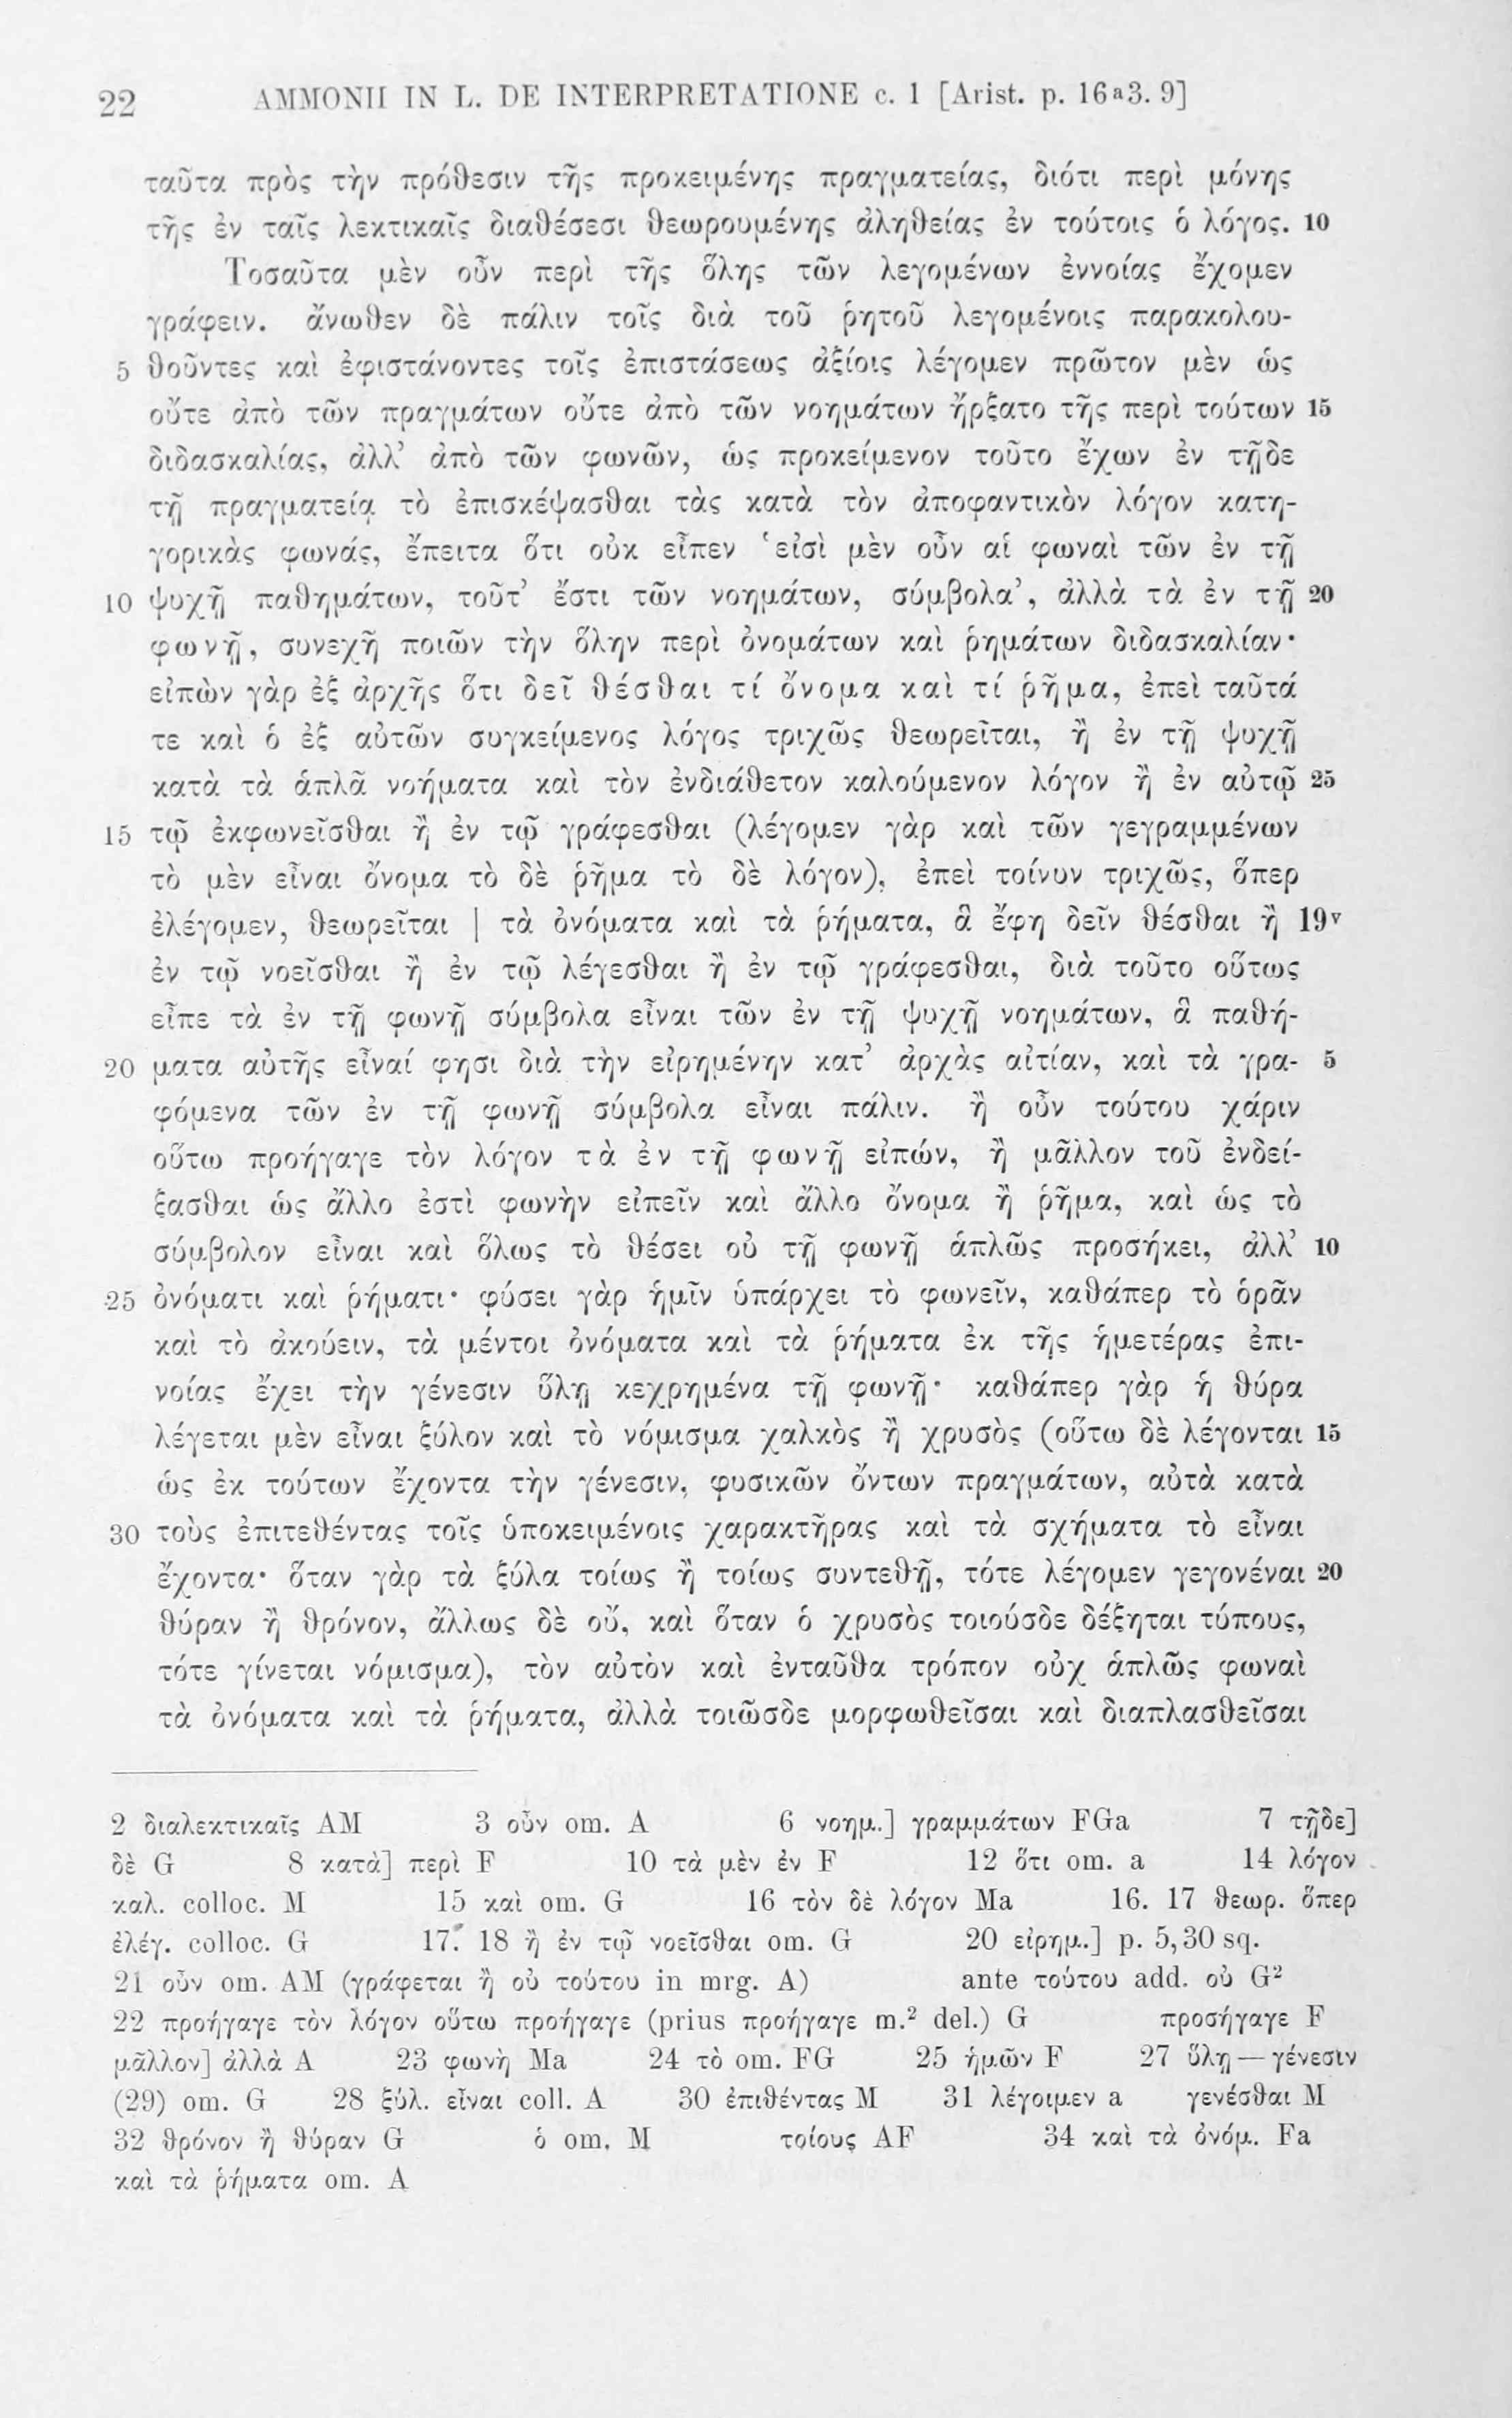 22 AMMONII IN L. DE INTERPRETATIONE c. 1 [Arist. p. 16a3. 9]
ταῦτα πρὸς τὴν πρόθεσιν τῆς προκειμένης πραγματείας, διότι περὶ μόνης
τῆς ἐν ταῖς λεκτικαῖς διαθέσεσι θεωρουμένης ἀληθείας ἐν τούτοις ὁ λόγος. 10
Τοσαῦτα μὲν οὖν περὶ τῆς ὅλης τῶν λεγομένων ἐννοίας ἔχομεν
γράφειν. ἄνωθεν δὲ πάλιν τοῖς διὰ τοῦ ῥητοῦ λεγομένοις παρακολου-
5 θοῦντες καὶ ἐφιστάνοντες τοῖς ἐπιστάσεως ἀξίοις λέγομεν πρῶτον μὲν ὡς
οὔτε ἀπὸ τῶν πραγμάτων οὔτε ἀπὸ τῶν νοημάτων ἤρξατο τῆς περὶ τούτων 15
διδασκαλίας, ἀλλ’ ἀπὸ τῶν φωνῶν, ὡς προκείμενον τοῦτο ἔχων ἐν τῇδε
τῇ πραγματείᾳ τὸ ἐπισκέψασθαι τὰς κατὰ τὸν ἀποφαντικὸν λόγον κατη-
γορικὰς φωνάς, ἔπειτα ὅτι οὐκ εἶπεν ‘εἰσὶ μὲν οὖν αἱ φωναὶ τῶν ἐν τῇ
10 ψυχῇ παθημάτων, τοῦτ’ ἔστι τῶν νοημάτων, σύμβολα’, ἀλλὰ τὰ ἐν τῇ 20
φωνῇ, συνεχῆ ποιῶν τὴν ὅλην περὶ ὀνομάτων καὶ ῥημάτων διδασκαλίαν·
εἰπὼν γὰρ ἐξ ἀρχῆς ὅτι δεῖ θέσθαι τί ὄνομα καὶ τί ῥῆμα, ἐπεὶ ταῦτά
τε καὶ ὁ ἐξ αὐτῶν συγκείμενος λόγος τριχῶς θεωρεῖται, ἢ ἐν τῇ ψυχῇ
κατὰ τὰ ἁπλᾶ νοήματα καὶ τὸν ἐνδιάθετον καλούμενον λόγον ἢ ἐν αὐτῷ 25
15 τῷ ἐκφωνεῖσθαι ἢ ἐν τῷ γράφεσθαι (λέγομεν γὰρ καὶ τῶν γεγραμμένων
τὸ μὲν εἶναι ὄνομα τὸ δὲ ῥῆμα τὸ δὲ λόγον), ἐπεὶ τοίνυν τριχῶς, ὅπερ
ἐλέγομεν, θεωρεῖται | τὰ ὀνόματα καὶ τὰ ῥήματα, ἃ ἔφη δεῖν θέσθαι ἢ 19v
ἐν τῷ νοεῖσθαι ἢ ἐν τῷ λέγεσθαι ἢ ἐν τῷ γράφεσθαι, διὰ τοῦτο οὕτως
εἶπε τὰ ἐν τῇ φωνῇ σύμβολα εἶναι τῶν ἐν τῇ ψυχῇ νοημάτων, ἃ παθή-
20 ματα αὐτῆς εἶναί φησι διὰ τὴν εἰρημένην κατ’ ἀρχὰς αἰτίαν, καὶ τὰ γρα- 5
φόμενα τῶν ἐν τῇ φωνῇ σύμβολα εἶναι πάλιν. ἢ οὖν τούτου χάριν
οὕτω προήγαγε τὸν λόγον τὰ ἐν τῇ φωνῇ εἰπών, ἢ μᾶλλον τοῦ ἐνδεί-
ξασθαι ὡς ἄλλο ἐστὶ φωνὴν εἰπεῖν καὶ ἄλλο ὄνομα ἢ ῥῆμα, καὶ ὡς τὸ
σύμβολον εἶναι καὶ ὅλως τὸ θέσει οὐ τῇ φωνῇ ἁπλῶς προσήκει, ἀλλ’ 10
25 ὀνόματι καὶ ῥήματι· φύσει γὰρ ἡμῖν ὑπάρχει τὸ φωνεῖν, καθάπερ τὸ ὁρᾶν
καὶ τὸ ἀκούειν, τὰ μέντοι ὀνόματα καὶ τὰ ῥήματα ἐκ τῆς ἡμετέρας ἐπι-
νοίας ἔχει τὴν γένεσιν ὕλῃ κεχρημένα τῇ φωνῇ· καθάπερ γὰρ ἡ θύρα
λέγεται μὲν εἶναι ξύλον καὶ τὸ νόμισμα χαλκὸς ἢ χρυσὸς (οὕτω δὲ λέγονται 15
ὡς ἐκ τούτων ἔχοντα τὴν γένεσιν, φυσικῶν ὄντων πραγμάτων, αὐτὰ κατὰ
30 τοὺς ἐπιτεθέντας τοῖς ὑποκειμένοις χαρακτῆρας καὶ τὰ σχήματα τὸ εἶναι
ἔχοντα· ὅταν γὰρ τὰ ξύλα τοίως ἢ τοίως συντεθῇ, τότε λέγομεν γεγονέναι 20
θύραν ἢ θρόνον, ἄλλως δὲ οὔ, καὶ ὅταν ὁ χρυσὸς τοιούσδε δέξηται τύπους,
τότε γίνεται νόμισμα), τὸν αὐτὸν καὶ ἐνταῦθα τρόπον οὐχ ἁπλῶς φωναὶ
τὰ ὀνόματα καὶ τὰ ῥήματα, ἀλλὰ τοιῶσδε μορφωθεῖσαι καὶ διαπλασθεῖσαι
2 διαλεκτικαῖς AM 3 οὖν om. A 6 νοημ.] γραμμάτων FGa 7 τῇδε]
δὲ G 8 κατὰ] περὶ F 10 τὰ μὲν ἐν F 12 ὅτι om. a 14 λόγον
καλ. colloc. M 15 καὶ om. G 16 τὸν δὲ λόγον Ma 16. 17 θεωρ. ὅπερ
ἐλέγ. colloc. G 17. 18 ἢ ἐν τῷ νοεῖσθαι om. G 20 εἰρημ.] p. 5,30 sq.
21 οὖν om. AM (γράφεται ἢ οὐ τούτου in mrg. A) ante τούτου add. οὐ G²
22 προήγαγε τὸν λόγον οὕτω προήγαγε (prius προήγαγε m.² del.) G προσήγαγε F
μᾶλλον] ἀλλὰ A 23 φωνὴ Ma 24 τὸ om. FG 25 ἡμῶν F 27 ὕλῃ — γένεσιν
(29) om. G 28 ξύλ. εἶναι coll. A 30 ἐπιθέντας M 31 λέγοιμεν a γενέσθαι M
32 θρόνον ἢ θύραν G ὁ om. M τοίους AF 34 καὶ τὰ ὀνόμ. Fa
καὶ τὰ ῥήματα om. A